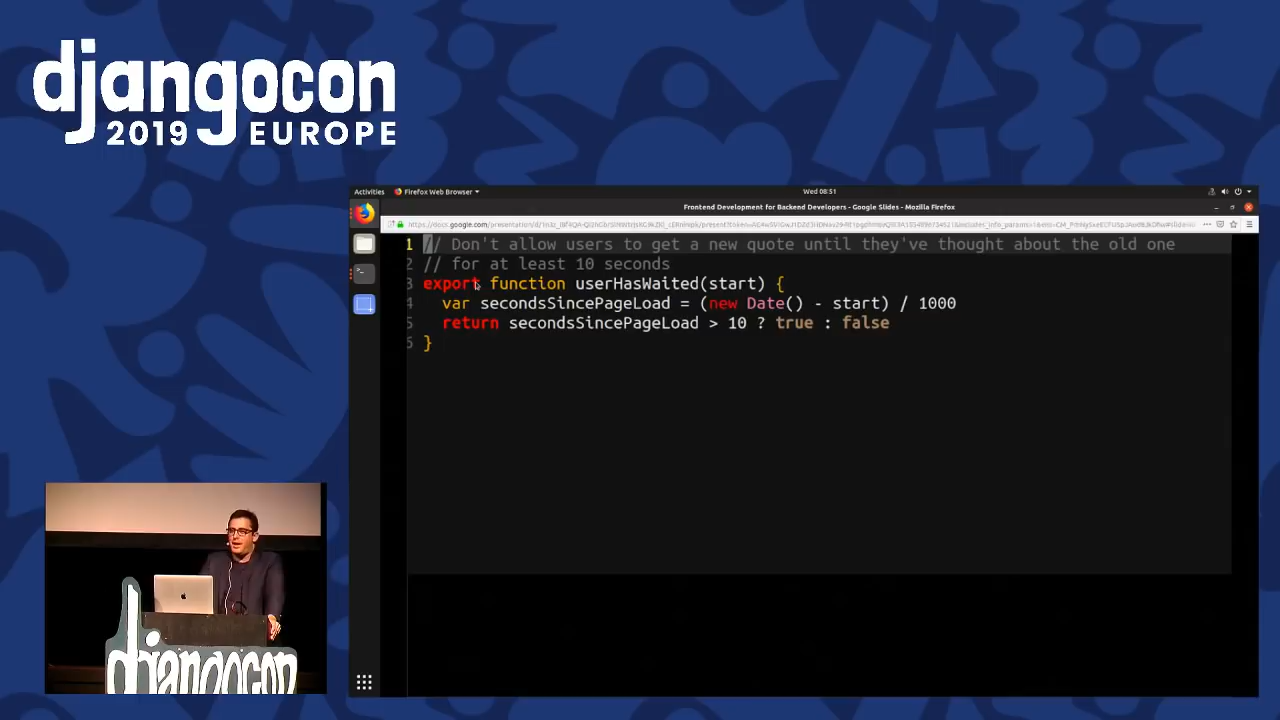 djangocon
2019 EUROPE
Activities Firefox Web Browser Wed 08:51
Frontend Development for Backend Developers - Google Slides - Mozilla Firefox
1 // Don't allow users to get a new quote until they've thought about the old one
2 // for at least 10 seconds
3 export function userHasWaited(start) {
4 var secondsSincePageLoad = (new Date() - start) / 1000
5 return secondsSincePageLoad > 10 ? true : false
6 }
djangocon